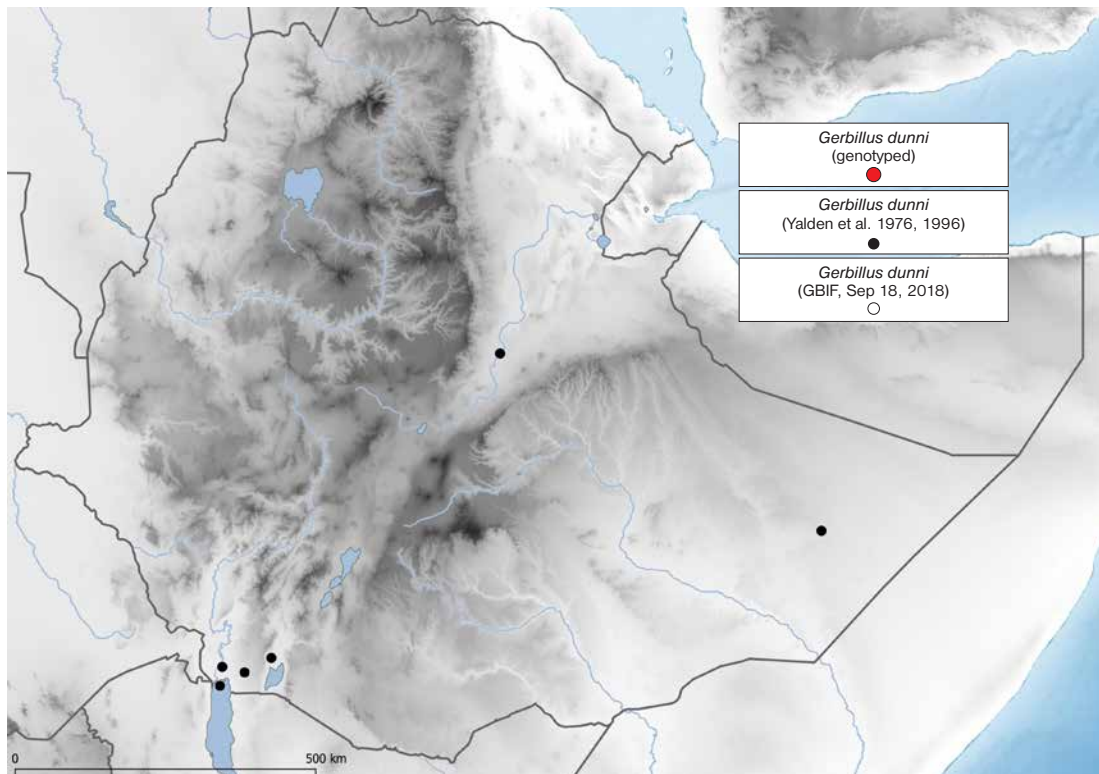 Gerbillus dunni
(genotyped)
Gerbillus dunni
(Yalden et al. 1976, 1996)
Gerbillus dunni
(GBIF, Sep 18, 2018)
0
500 km